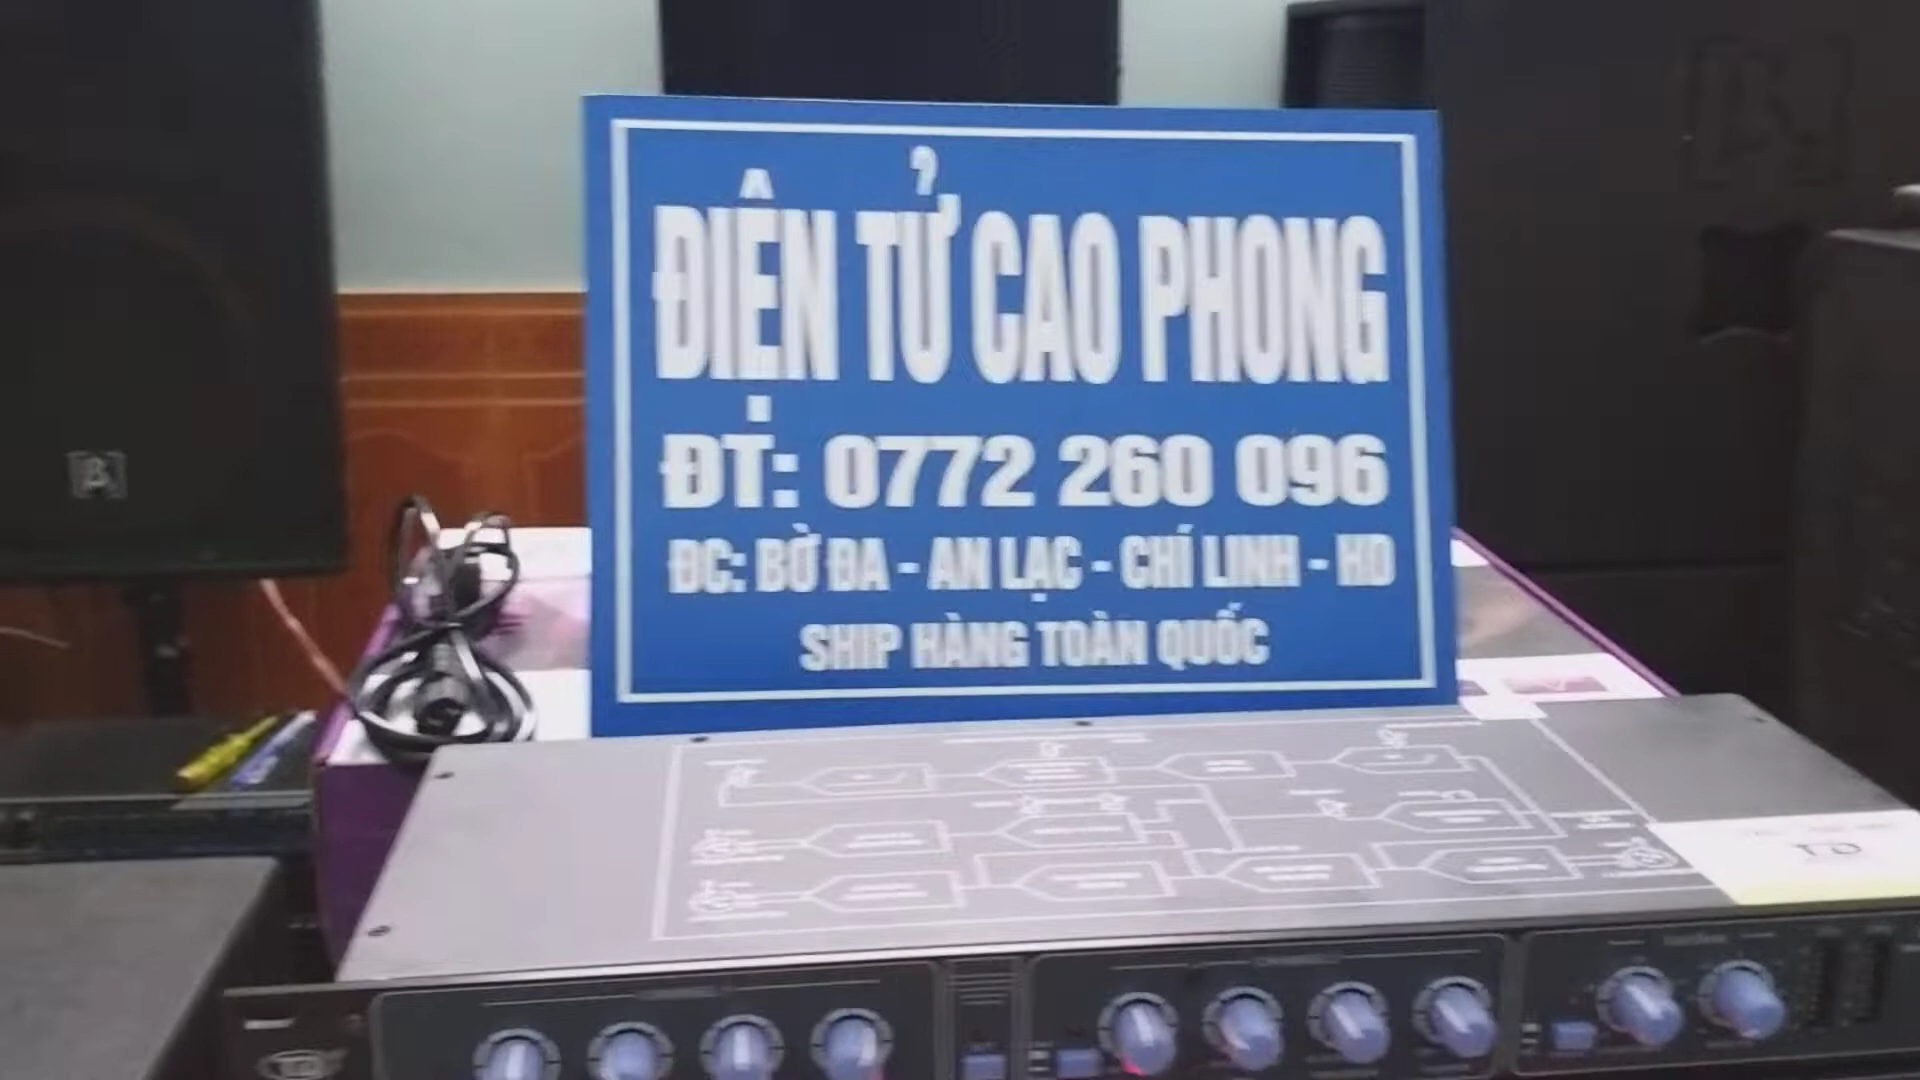 ĐIỆN TỬ CAO PHONG
ĐT: 0772 260 096
ĐC: BỜ ĐA - AN LẠC - CHÍ LINH - HD
SHIP HÀNG TOÀN QUỐC